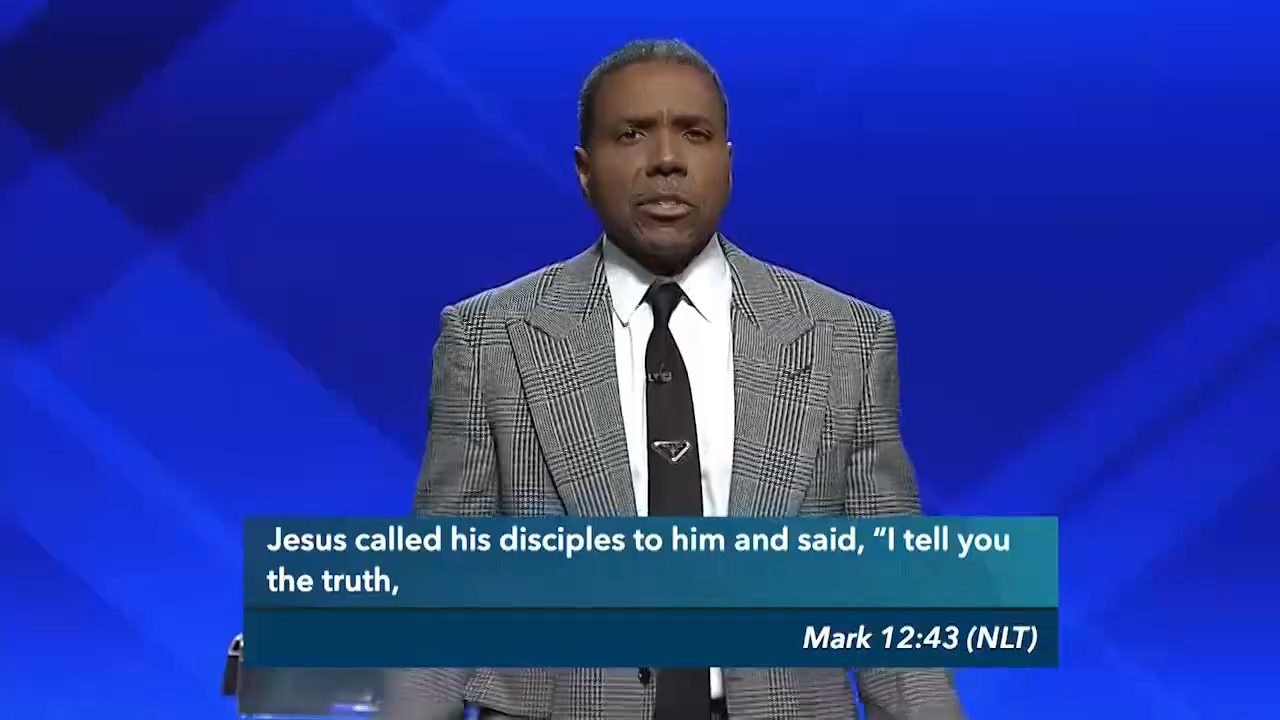 Jesus called his disciples to him and said, “I tell you
the truth,
Mark 12:43 (NLT)